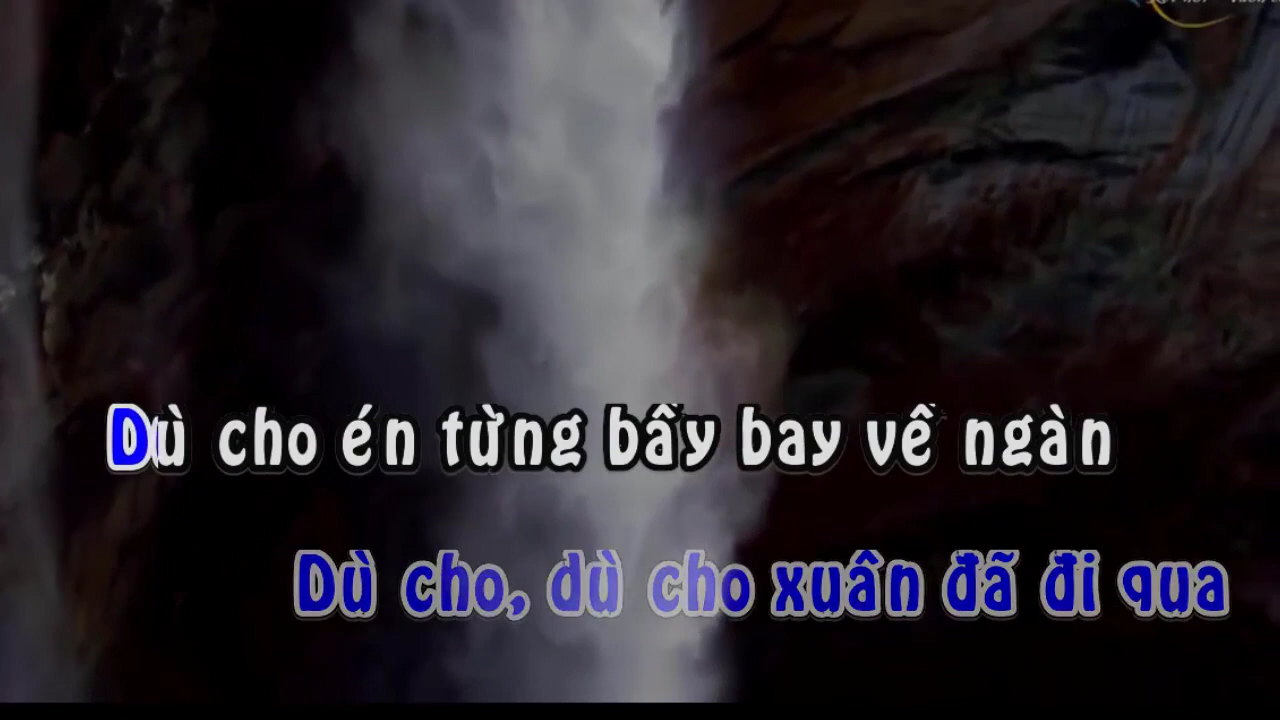 Dù cho én từng bầy bay về ngàn
Dù cho, dù cho xuân đã đi qua